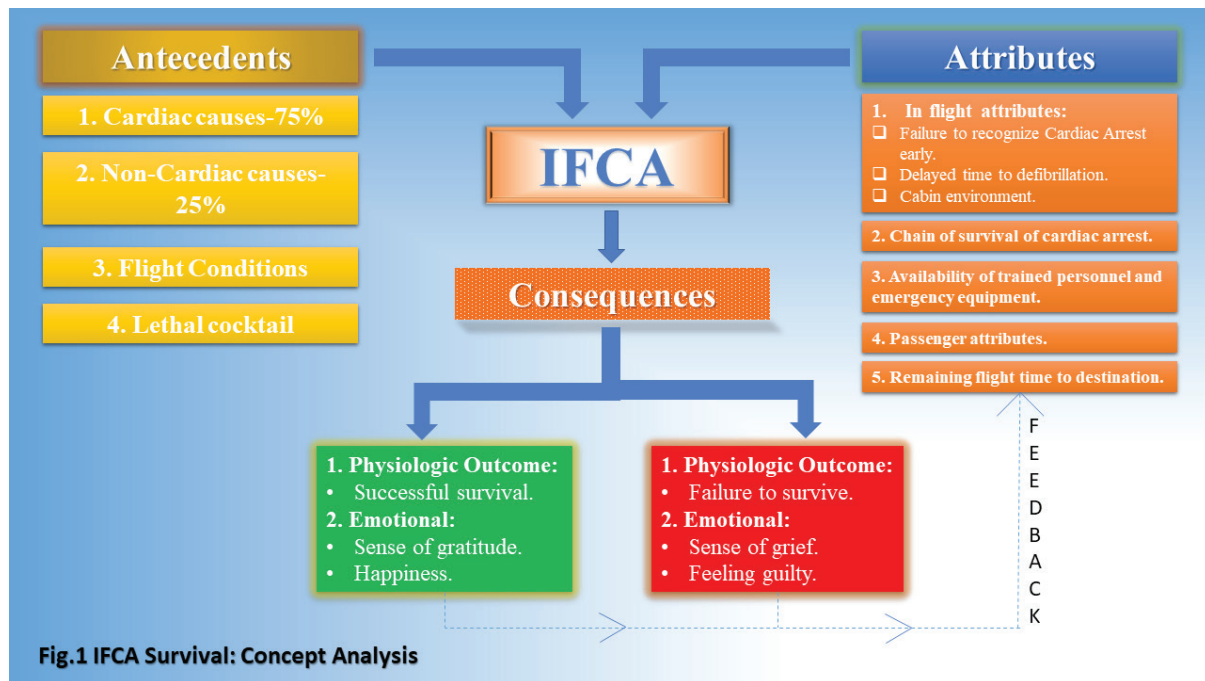 Antecedents
1. Cardiac causes-75%
2. Non-Cardiac causes-
25%
3. Flight Conditions
4. Lethal cocktail
IFCA
Consequences
Attributes
1. In flight attributes:
❑ Failure to recognize Cardiac Arrest
early.
❑ Delayed time to defibrillation.
❑ Cabin environment.
2. Chain of survival of cardiac arrest.
3. Availability of trained personnel and
emergency equipment.
4. Passenger attributes.
5. Remaining flight time to destination.
1. Physiologic Outcome:
• Successful survival.
2. Emotional:
• Sense of gratitude.
• Happiness.
1. Physiologic Outcome:
• Failure to survive.
2. Emotional:
• Sense of grief.
• Feeling guilty.
F
E
E
D
B
A
C
K
Fig.1 IFCA Survival: Concept Analysis